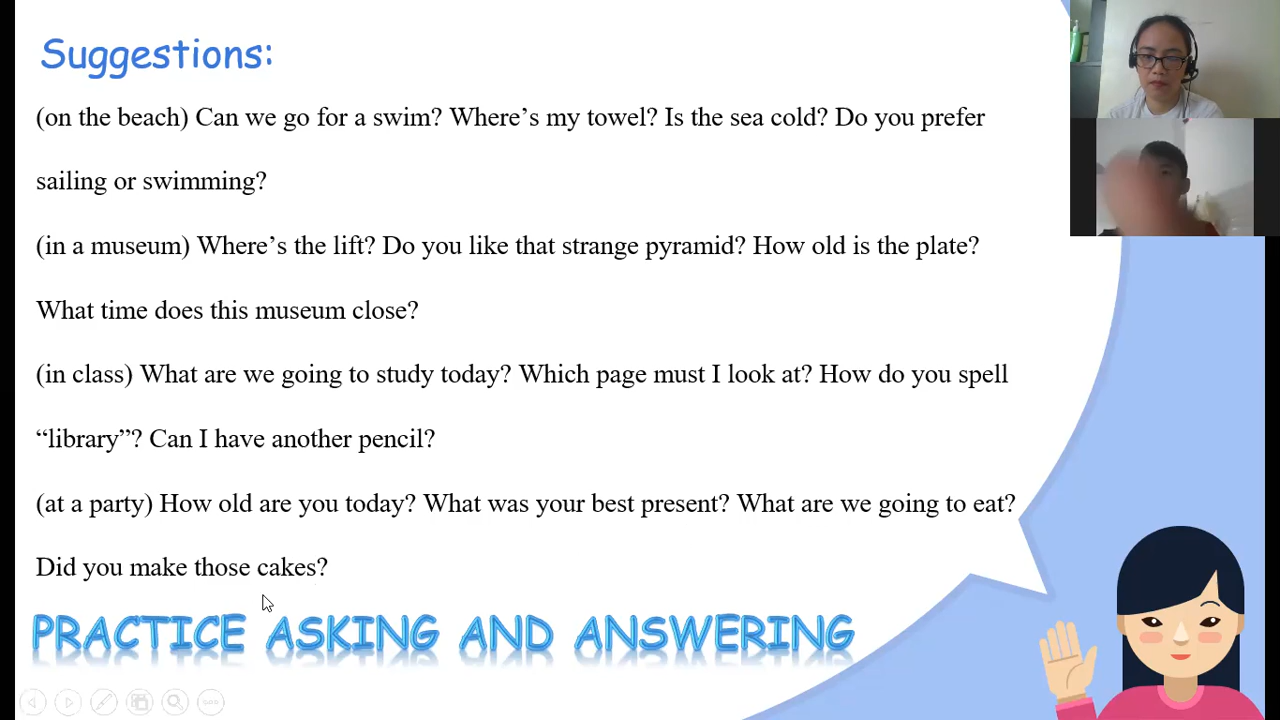 Suggestions:
(on the beach) Can we go for a swim? Where’s my towel? Is the sea cold? Do you prefer
sailing or swimming?
(in a museum) Where’s the lift? Do you like that strange pyramid? How old is the plate?
What time does this museum close?
(in class) What are we going to study today? Which page must I look at? How do you spell
“library”? Can I have another pencil?
(at a party) How old are you today? What was your best present? What are we going to eat?
Did you make those cakes?
PRACTICE ASKING AND ANSWERING